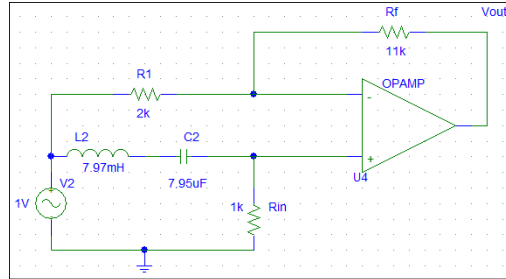 Rf
Vout
11k
R1
OPAMP
2k
-
L2
C2
+
7.97mH
7.95uF
U4
V2
1V
1k
Rin
+
-